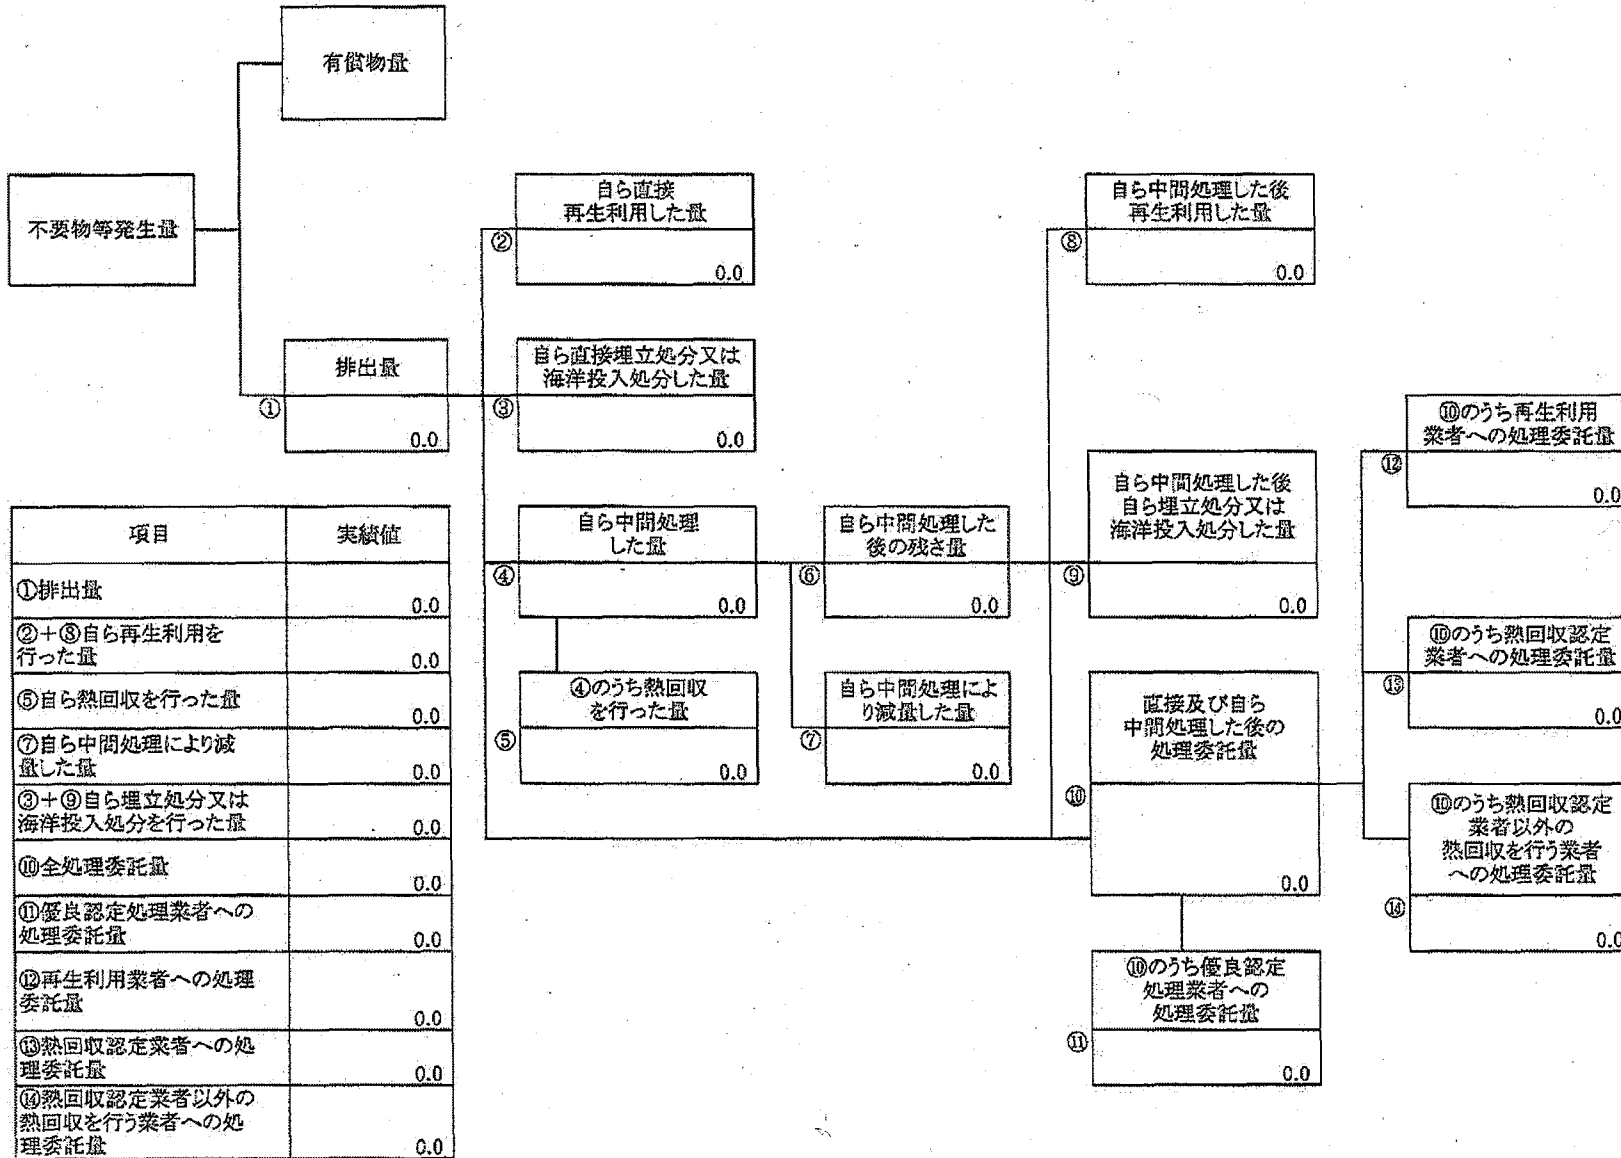 有償物量
不要物等発生量
自ら直接
再生利用した量
②
0.0
自ら中間処理した後
再生利用した量
⑧
0.0
排出量
①
0.0
自ら直接埋立処分又は
海洋投入処分した量
③
0.0
⑩のうち再生利用
業者への処理委託量
⑫
0.0
自ら中間処理
した量
④
0.0
自ら中間処理した
後の残さ量
⑥
0.0
自ら中間処理した後
自ら埋立処分又は
海洋投入処分した量
⑨
0.0
⑩のうち熱回収認定
業者への処理委託量
⑬
0.0
④のうち熱回収
を行った量
⑤
0.0
自ら中間処理によ
り減量した量
⑦
0.0
直接及び自ら
中間処理した後の
処理委託量
⑩
0.0
⑩のうち熱回収認定
業者以外の
熱回収を行う業者
への処理委託量
⑭
0.0
⑩のうち優良認定
処理業者への
処理委託量
⑪
0.0
項目 実績値
①排出量
0.0
②+⑧自ら再生利用を
行った量
0.0
⑤自ら熱回収を行った量
0.0
⑦自ら中間処理により減
量した量
0.0
③+⑨自ら埋立処分又は
海洋投入処分を行った量
0.0
⑩全処理委託量
0.0
⑪優良認定処理業者への
処理委託量
0.0
⑫再生利用業者への処理
委託量
0.0
⑬熱回収認定業者への処
理委託量
0.0
⑭熱回収認定業者以外の
熱回収を行う業者への処
理委託量
0.0